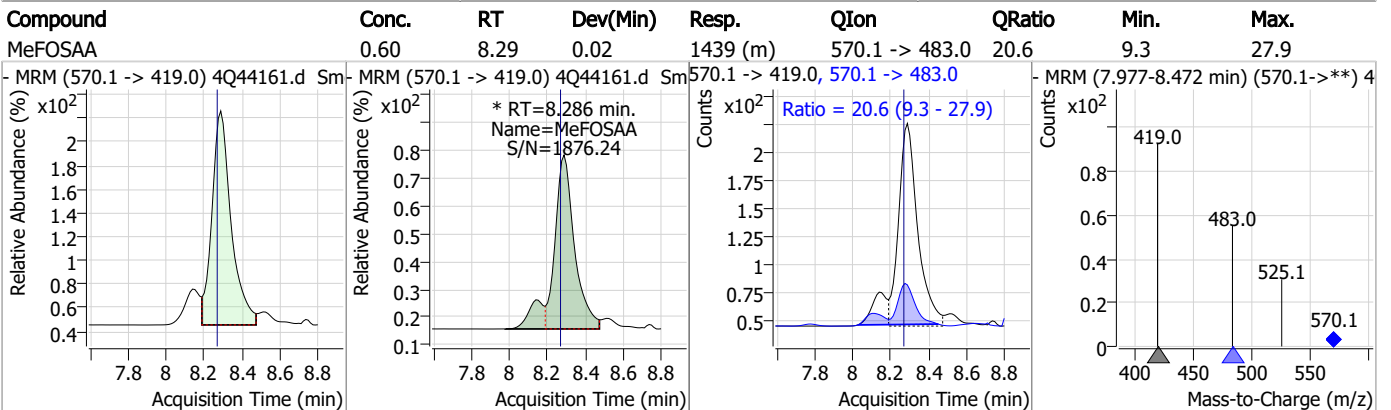 Compound Conc. RT Dev(Min) Resp. QIon QRatio Min. Max.
MeFOSAA 0.60 8.29 0.02 1439 (m) 570.1 -> 483.0 20.6 9.3 27.9
- MRM (570.1 -> 419.0) 4Q44161.d Sm
Relative Abundance (%)
x10²
1.8
1.6
1.4
1.2
1
0.8
0.6
0.4
7.8 8 8.2 8.4 8.6 8.8
Acquisition Time (min)
- MRM (570.1 -> 419.0) 4Q44161.d Sm
Relative Abundance (%)
x10²
* RT=8.286 min.
Name=MeFOSAA
S/N=1876.24
0.8
0.7
0.6
0.5
0.4
0.3
0.2
0.1
7.8 8 8.2 8.4 8.6 8.8
Acquisition Time (min)
570.1 -> 419.0, 570.1 -> 483.0
Counts
x10²
Ratio = 20.6 (9.3 - 27.9)
2
1.75
1.5
1.25
1
0.75
0.5
7.8 8 8.2 8.4 8.6 8.8
Acquisition Time (min)
- MRM (7.977-8.472 min) (570.1->**) 4
Counts
x10²
419.0
483.0
525.1
570.1
0.8
0.6
0.4
0.2
0
400 450 500 550
Mass-to-Charge (m/z)